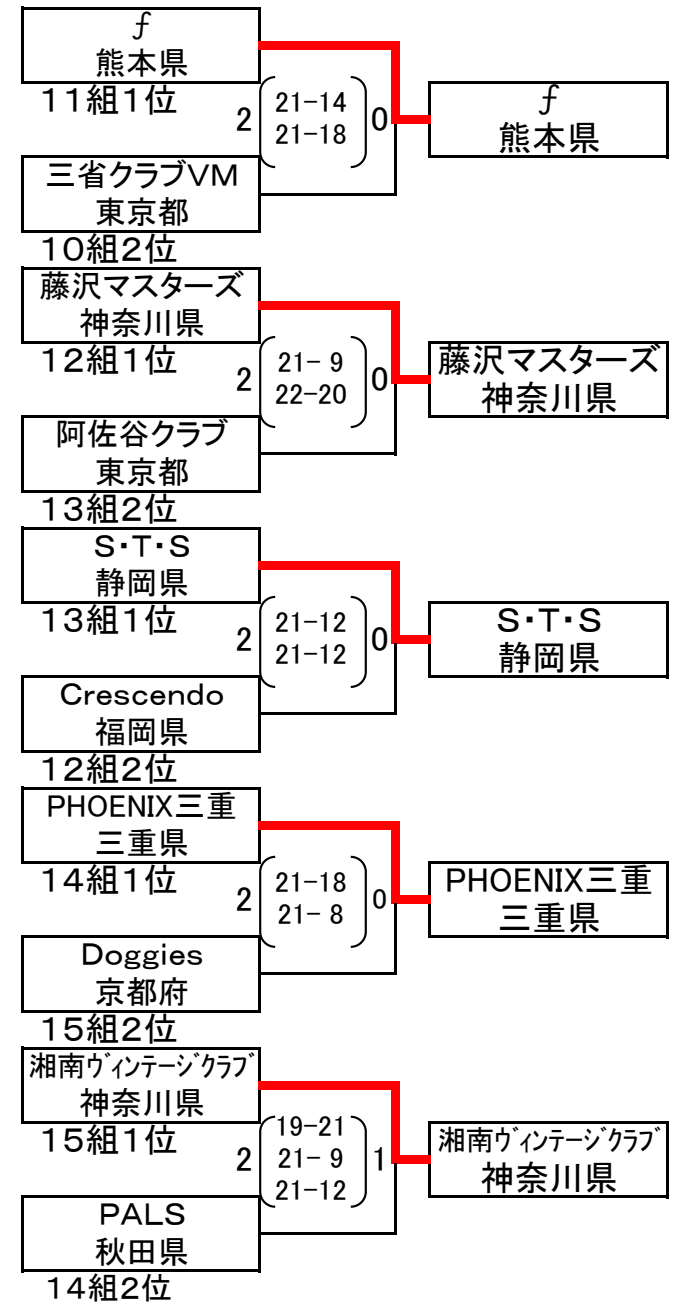 ｆ
熊本県
１１組１位
2 21-14 0
21-18
ｆ
熊本県
三省クラブVM
東京都
１０組２位
藤沢マスターズ
神奈川県
１２組１位
2 21- 9 0
22-20
藤沢マスターズ
神奈川県
阿佐谷クラブ
東京都
１３組２位
S・T・S
静岡県
１３組１位
2 21-12 0
21-12
S・T・S
静岡県
Crescendo
福岡県
１２組２位
PHOENIX三重
三重県
１４組１位
2 21-18 0
21- 8
PHOENIX三重
三重県
Doggies
京都府
１５組２位
湘南ヴィンテージクラブ
神奈川県
１５組１位
2 19-21 1
21- 9
21-12
湘南ヴィンテージクラブ
神奈川県
PALS
秋田県
１４組２位